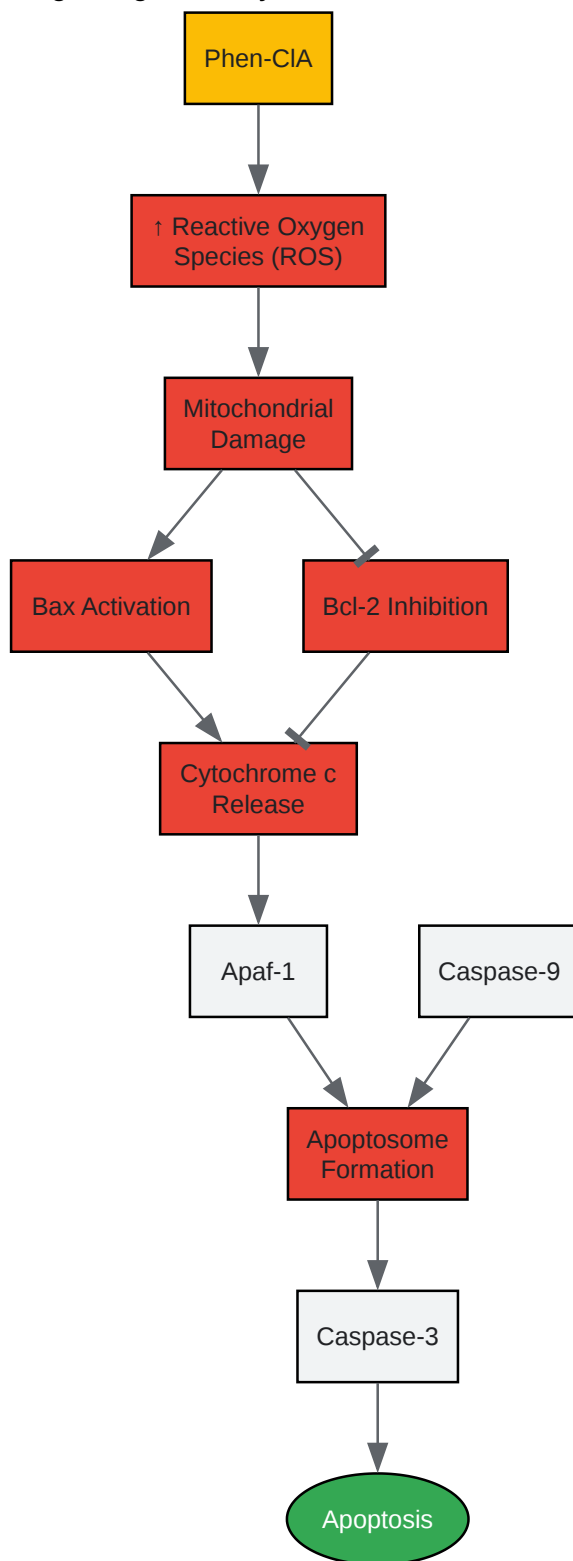 Phen-ClA
↑ Reactive Oxygen
Species (ROS)
Mitochondrial
Damage
Bax Activation
Bcl-2 Inhibition
Cytochrome c
Release
Apaf-1
Caspase-9
Apoptosome
Formation
Caspase-3
Apoptosis